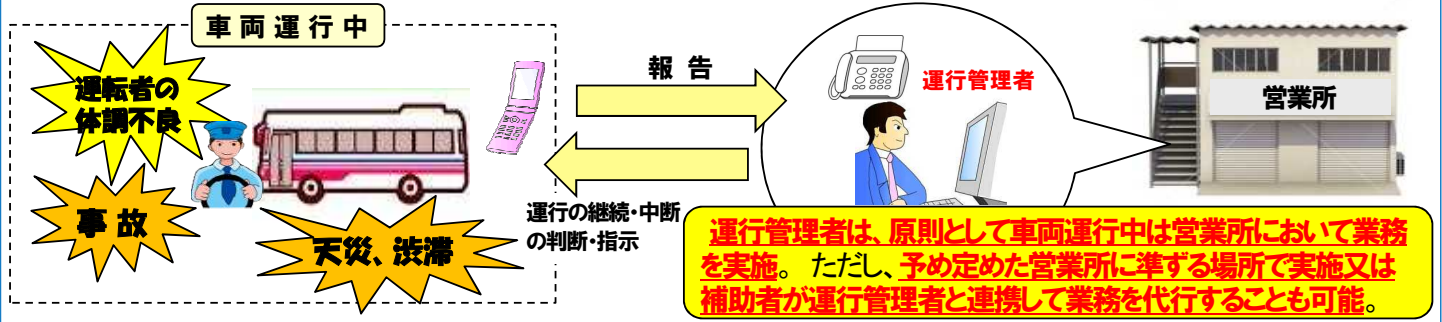 車両運行中
運転者の
体調不良
事故
天災、渋滞
報告
運行の継続・中断
の判断・指示
運行管理者
営業所
運行管理者は、原則として車両運行中は営業所において業務
を実施。ただし、予め定めた営業所に準ずる場所で実施又は
補助者が運行管理者と連携して業務を代行することも可能。